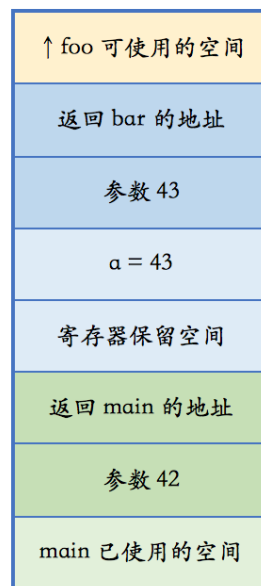 ↑ foo 可使用的空间
返回 bar 的地址
参数 43
a = 43
寄存器保留空间
返回 main 的地址
参数 42
main 已使用的空间